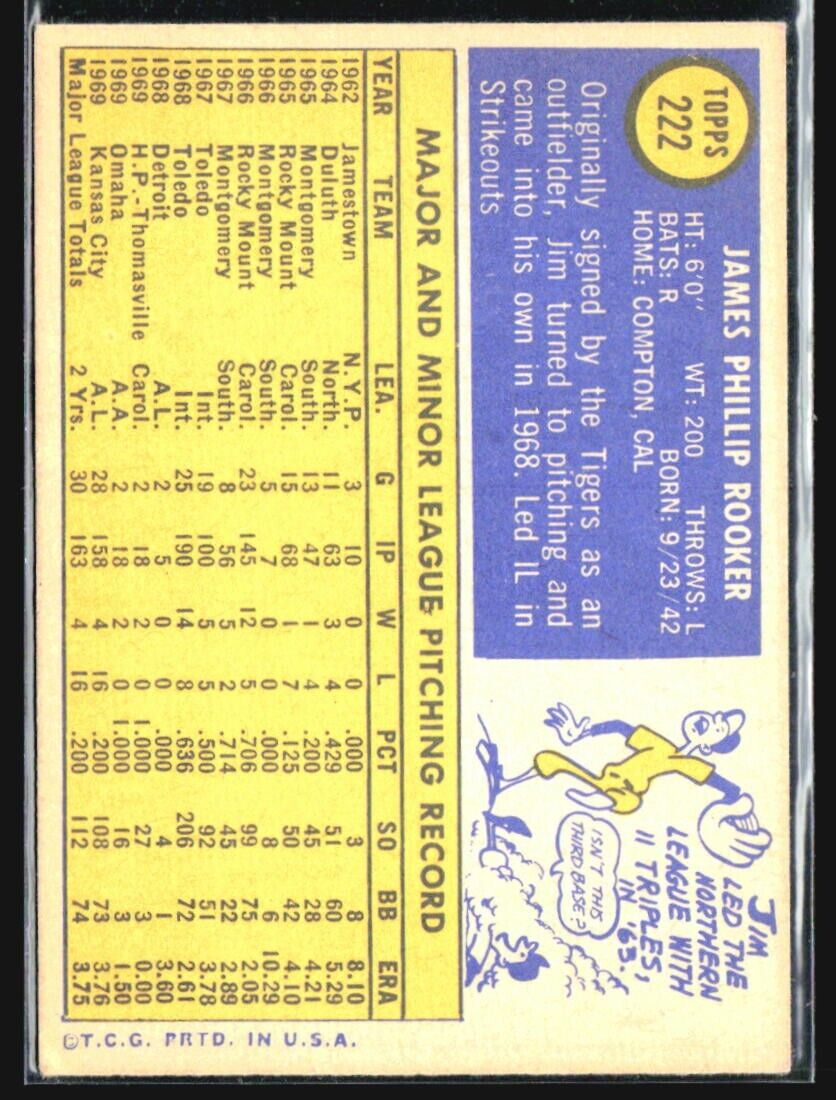 TOPPS
222
JAMES PHILLIP ROOKER
HT: 6'0" WT: 200 THROWS: L
BATS: R BORN: 9/23/42
HOME: COMPTON, CAL
Originally signed by the Tigers as an
outfielder, Jim turned to pitching and
came into his own in 1968. Led IL in
Strikeouts
JIM
LED THE
NORTHERN
LEAGUE WITH
11 TRIPLES,
IN '63.
ISN'T THIS
THIRD BASE?
MAJOR AND MINOR LEAGUE PITCHING RECORD
YEAR TEAM LEA. G IP W L PCT SO BB ERA
1962 Jamestown N.Y.P. 3 10 0 0 .000 3 8 8.10
1964 Duluth North. 11 63 3 4 .429 51 60 5.29
1965 Montgomery South. 13 47 1 4 .200 45 28 4.21
1965 Rocky Mount Carol. 15 68 1 7 .125 50 42 4.10
1966 Montgomery South. 5 7 0 0 .000 8 6 10.29
1966 Rocky Mount Carol. 23 145 12 5 .706 99 75 2.05
1967 Montgomery South. 8 56 5 2 .714 45 22 2.89
1967 Toledo Int. 19 100 5 5 .500 92 51 3.78
1968 Toledo Int. 25 190 14 8 .636 206 72 2.61
1968 Detroit A.L. 2 5 0 0 .000 4 1 3.60
1969 H.P.-Thomasville Carol. 2 18 2 0 1.000 27 3 0.00
1969 Omaha A.A. 2 18 2 0 1.000 16 3 1.50
1969 Kansas City A.L. 28 158 4 16 .200 108 73 3.76
Major League Totals 2 Yrs. 30 163 4 16 .200 112 74 3.75
©T.C.G. PRTD. IN U.S.A.